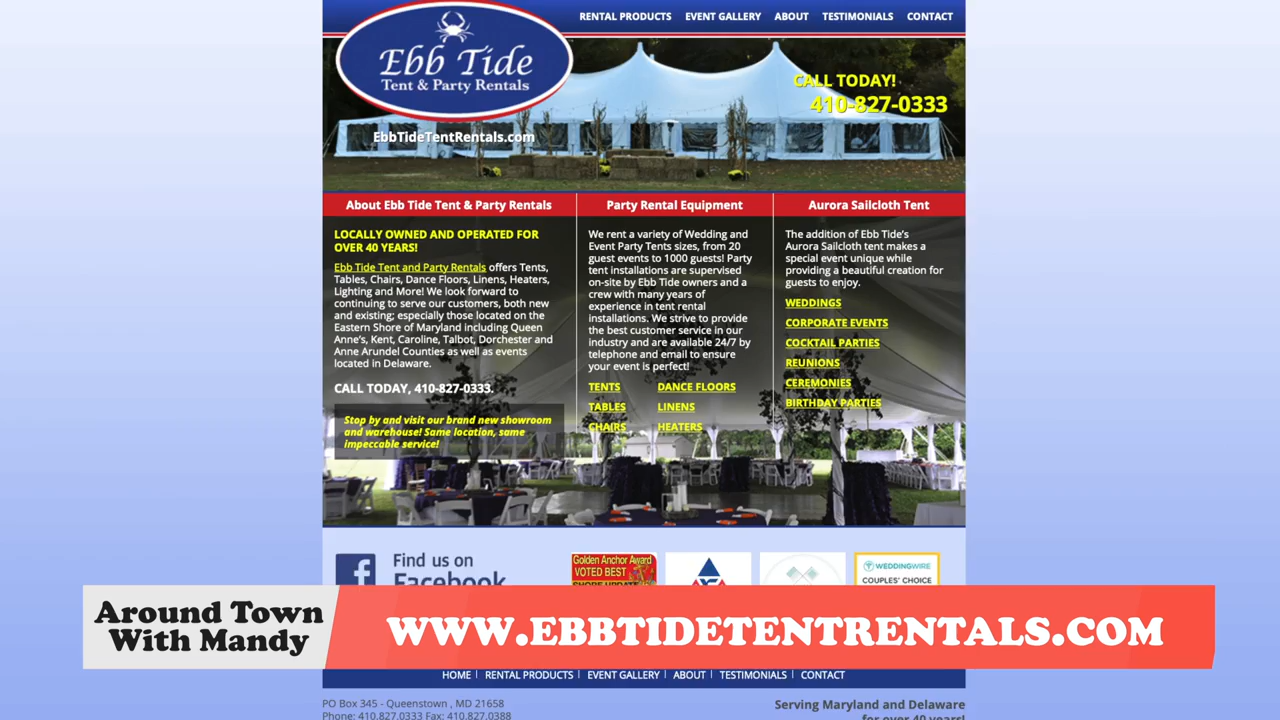 RENTAL PRODUCTS EVENT GALLERY ABOUT TESTIMONIALS CONTACT
Ebb Tide
Tent & Party Rentals
EbbTideTentRentals.com
CALL TODAY!
410-827-0333
About Ebb Tide Tent & Party Rentals
LOCALLY OWNED AND OPERATED FOR
OVER 40 YEARS!
Ebb Tide Tent and Party Rentals offers Tents,
Tables, Chairs, Dance Floors, Linens, Heaters,
Lighting and More! We look forward to
continuing to serve our customers, both new
and existing; especially those located on the
Eastern Shore of Maryland including Queen
Anne's, Kent, Caroline, Talbot, Dorchester and
Anne Arundel Counties as well as events
located in Delaware.
CALL TODAY, 410-827-0333.
Stop by and visit our brand new showroom
and warehouse! Same location, same
impeccable service!
Party Rental Equipment
We rent a variety of Wedding and
Event Party Tents sizes, from 20
guest events to 1000 guests! Party
tent installations are supervised
on-site by Ebb Tide owners and a
crew with many years of
experience in tent rental
installations. We strive to provide
the best customer service in our
industry and are available 24/7 by
telephone and email to ensure
your event is perfect!
TENTS DANCE FLOORS
TABLES LINENS
CHAIRS HEATERS
Aurora Sailcloth Tent
The addition of Ebb Tide's
Aurora Sailcloth tent makes a
special event unique while
providing a beautiful creation for
guests to enjoy.
WEDDINGS
CORPORATE EVENTS
COCKTAIL PARTIES
REUNIONS
CEREMONIES
BIRTHDAY PARTIES
Find us on
Facebook
Golden Anchor Award
VOTED BEST
SHORE UPDATE
WEDDINGWIRE
COUPLES' CHOICE
Around Town
With Mandy
WWW.EBBTIDETENTRENTALS.COM
HOME RENTAL PRODUCTS EVENT GALLERY ABOUT TESTIMONIALS CONTACT
PO Box 345 - Queenstown , MD 21658
Phone: 410.827.0333 Fax: 410.827.0388
Serving Maryland and Delaware
for over 40 years!